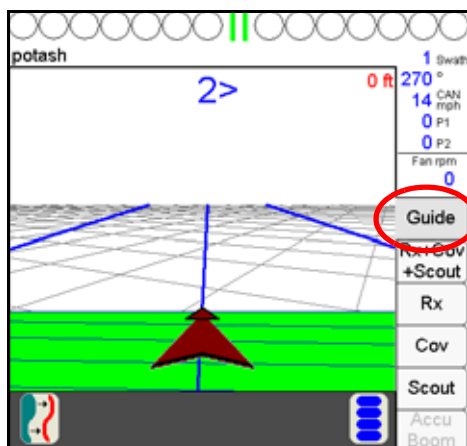 potash
2>
0 ft
1 Swath
270 °
14 CAN mph
0 P1
0 P2
Fan rpm
0
Guide
Rx+Cov
+Scout
Rx
Cov
Scout
Accu
Boom